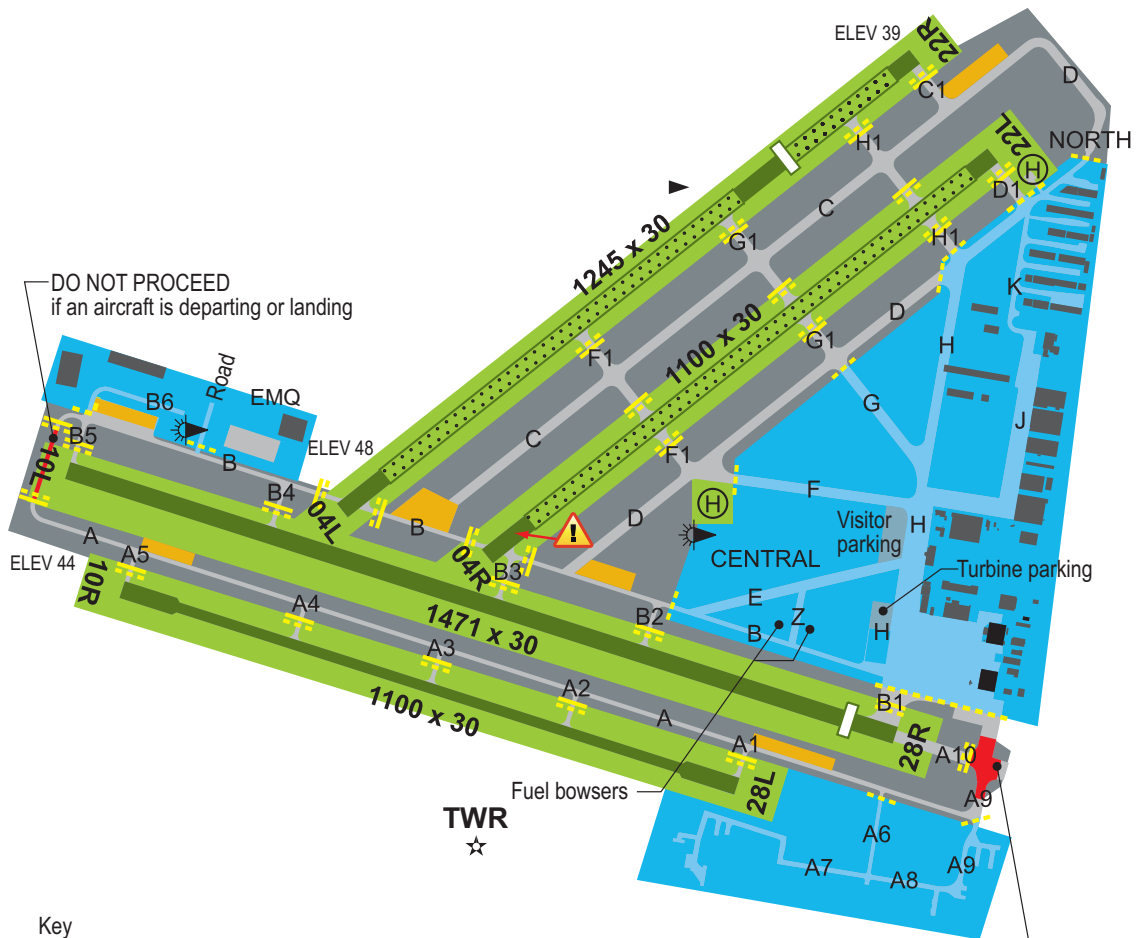 ELEV 39
22R
C1
D
NORTH
H1
22L
H
D1
C
G1
H1
1245 x 30
K
DO NOT PROCEED
if an aircraft is departing or landing
D
F1
1100 x 30
G1
H
Road
B6
EMQ
G
J
B5
ELEV 48
C
F1
10L
B
B4
04L
B
D
H
F
Visitor
parking
H
A
04R
B3
CENTRAL
Turbine parking
ELEV 44
A5
10R
A4
1471 x 30
B2
E
B
Z
H
A3
A2
1100 x 30
A
B1
28R
A1
28L
A10
Fuel bowsers
A9
TWR
A6
A7
A8
A9
Key